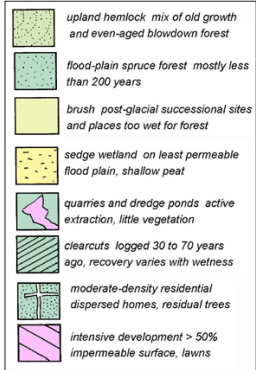 upland hemlock mix of old growth
and even-aged blowdown forest
flood-plain spruce forest mostly less
than 200 years
brush post-glacial successional sites
and places too wet for forest
sedge wetland on least permeable
flood plain, shallow peat
quarries and dredge ponds active
extraction, little vegetation
clearcuts logged 30 to 70 years
ago, recovery varies with wetness
moderate-density residential
dispersed homes, residual trees
intensive development > 50%
impermeable surface, lawns